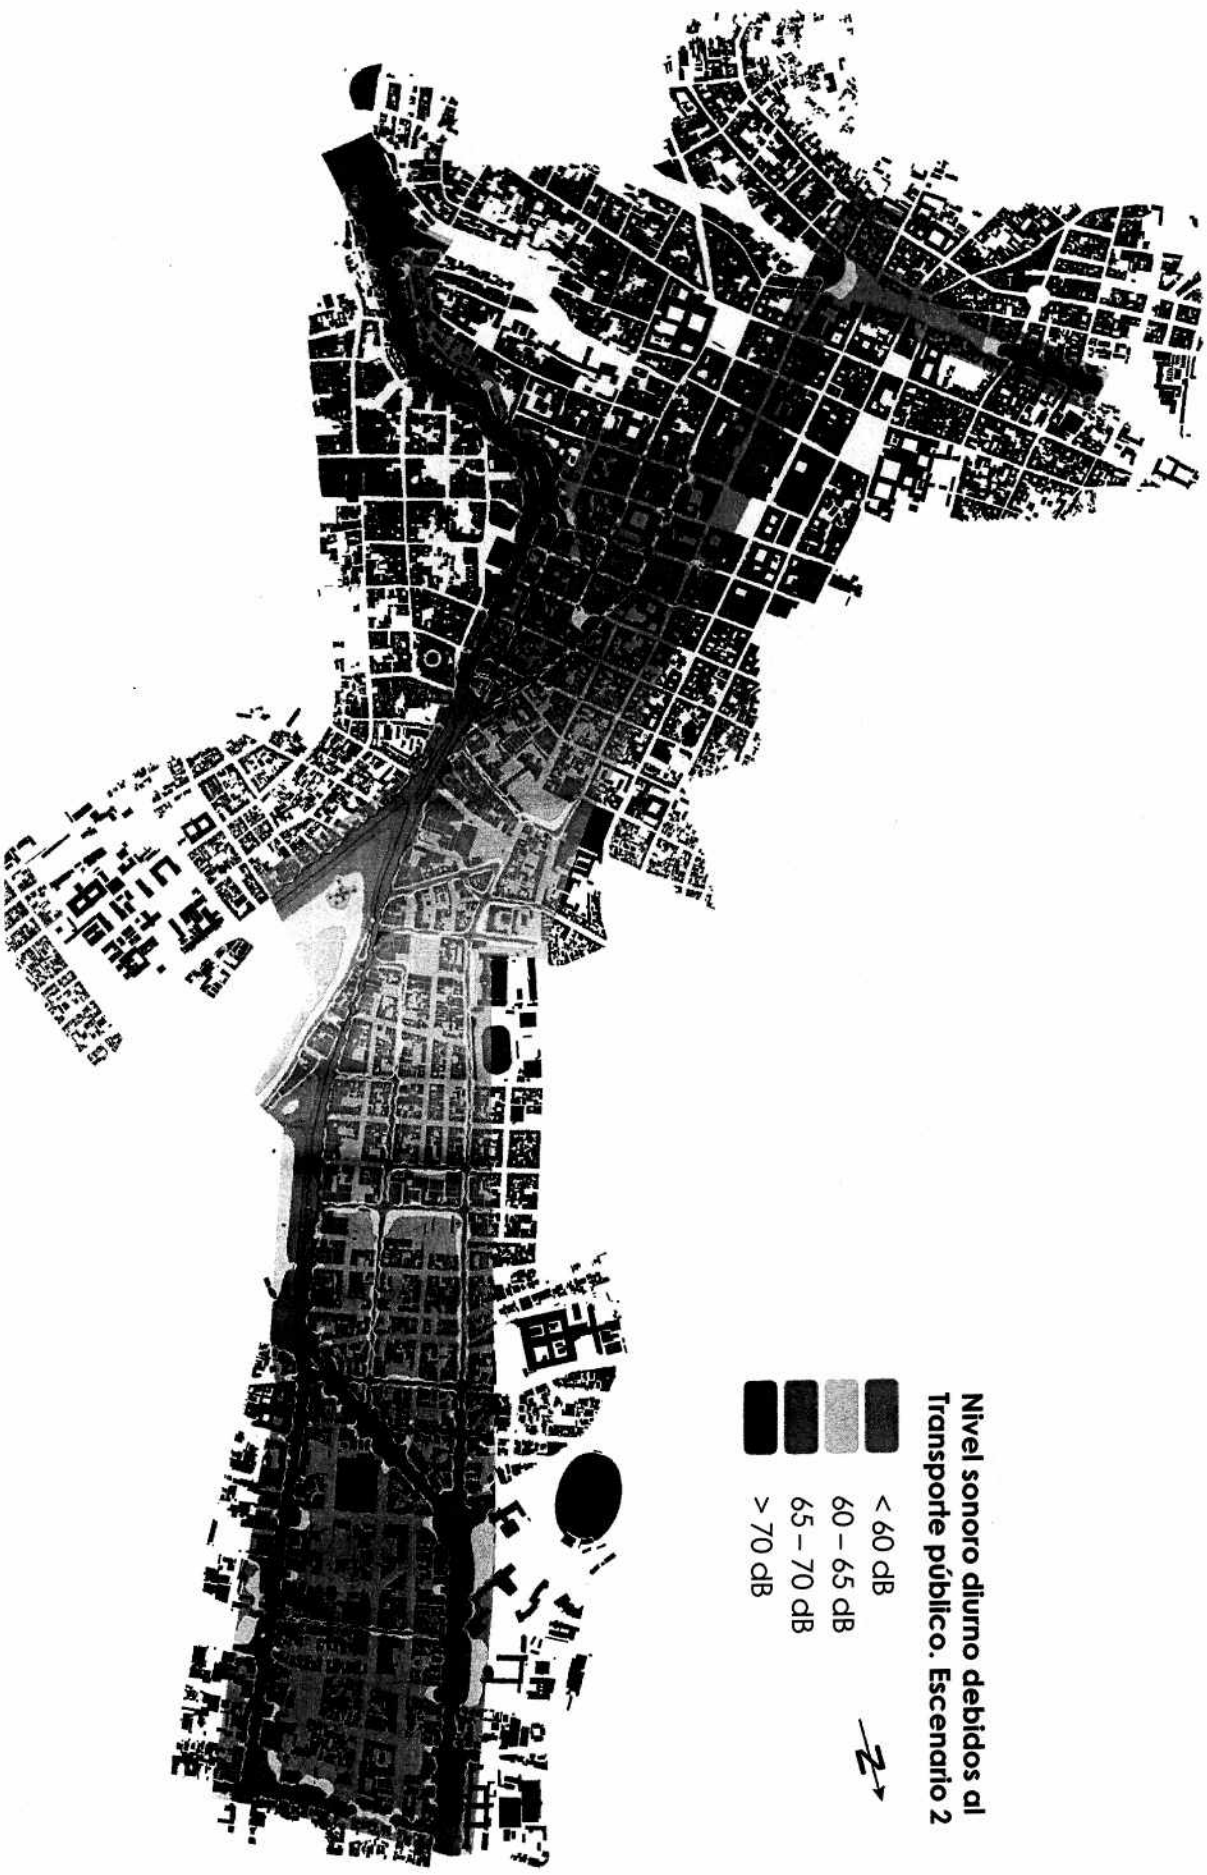 Nivel sonoro diurno debidos al
Transporte público. Escenario 2
< 60 dB
60 – 65 dB
65 – 70 dB
> 70 dB
N